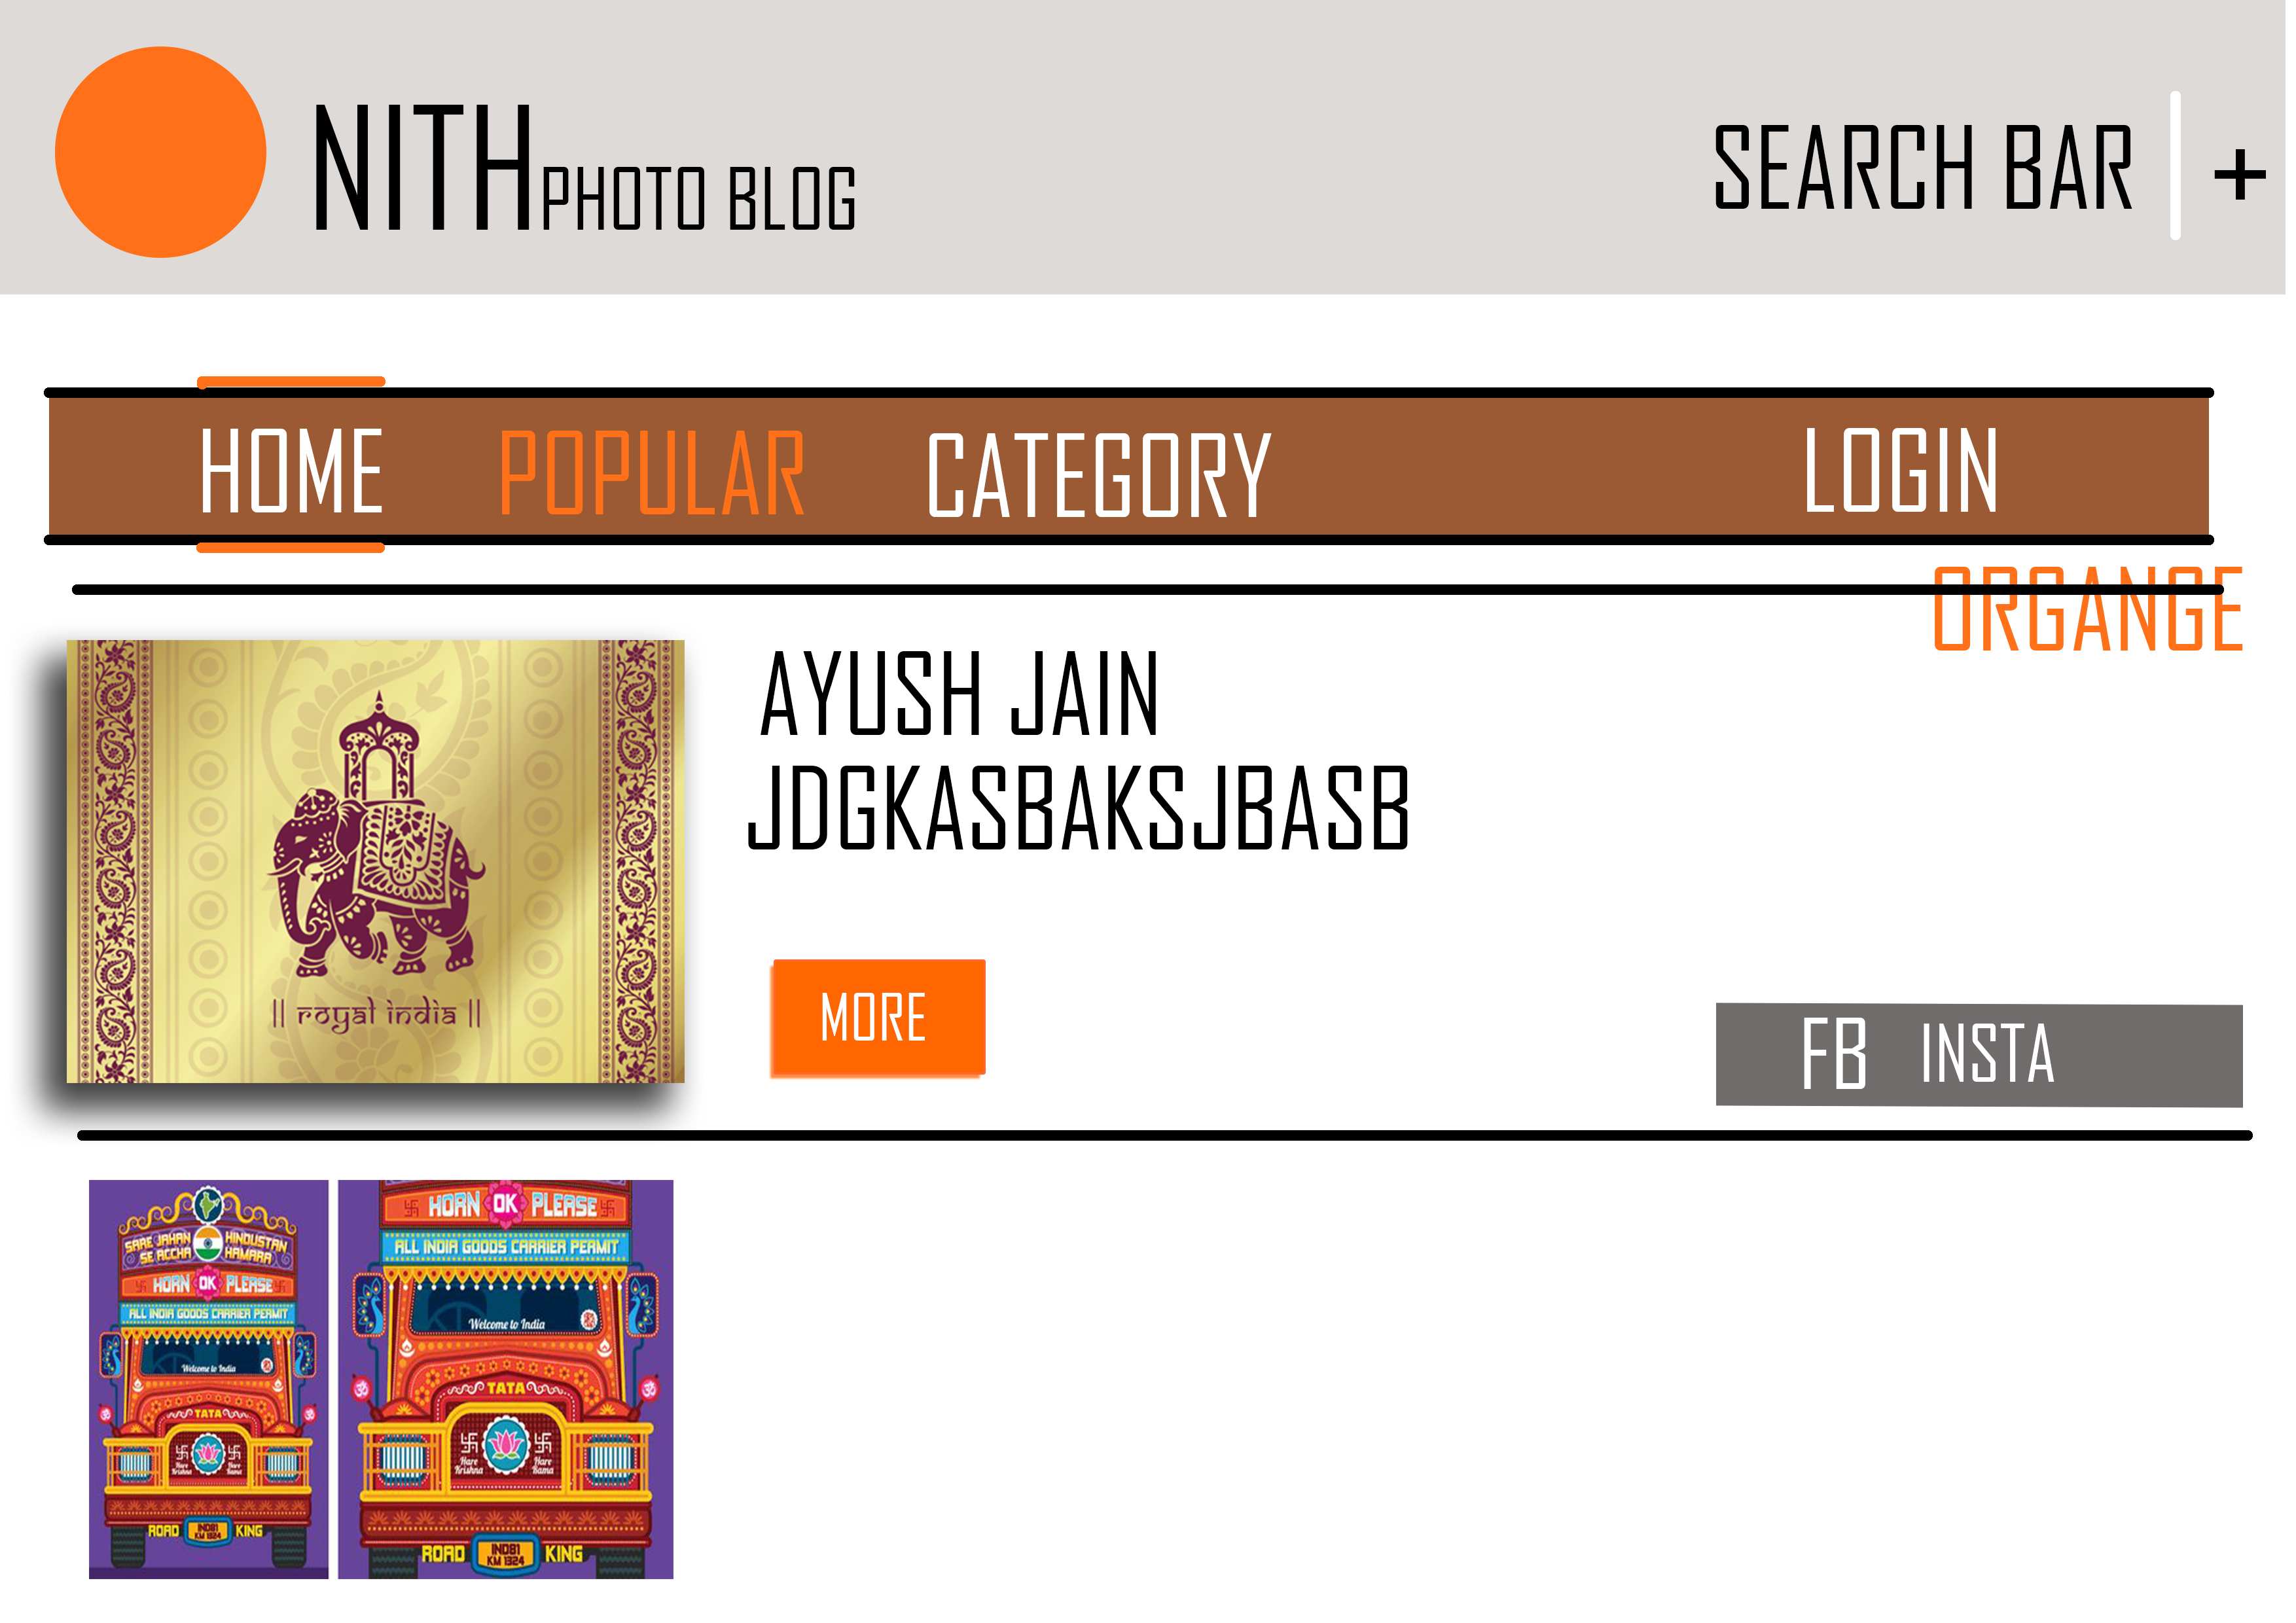 NITH PHOTO BLOG
SEARCH BAR +
HOME POPULAR CATEGORY LOGIN
ORGANGE
AYUSH JAIN
JDGKASBAKSJBASB
|| royal india ||
MORE
FB INSTA
SARE JAHAN HINDUSTAN
SE ACCHA HAMARA
HORN OK PLEASE
ALL INDIA GOODS CARRIER PERMIT
Welcome to India
TATA
Hare Hare
Krishna Rama
ROAD KING
IND81
KM 1324
HORN OK PLEASE
ALL INDIA GOODS CARRIER PERMIT
Welcome to India
ॐ ॐ
TATA
Hare Hare
Krishna Rama
ROAD KING
IND81
KM 1324